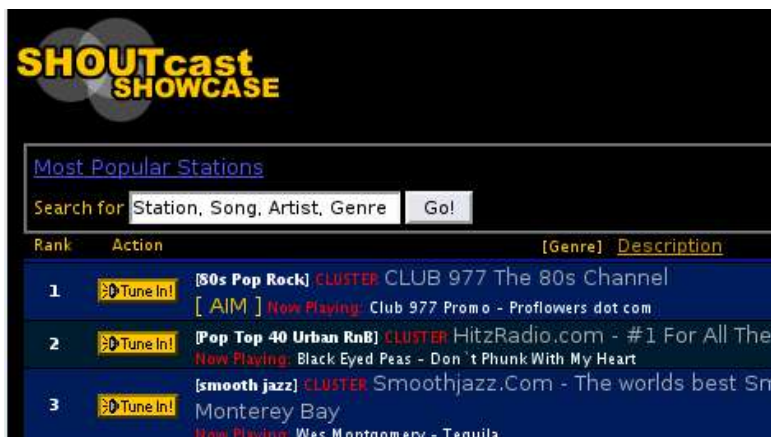 SHOUTcast
SHOWCASE
Most Popular Stations
Search for Station, Song, Artist, Genre Go!
Rank Action [Genre] Description
1 Tune In! [80s Pop Rock] CLUSTER CLUB 977 The 80s Channel
[ AIM ] Now Playing: Club 977 Promo - Proflowers dot com
2 Tune In! [Pop Top 40 Urban RnB] CLUSTER HitzRadio.com - #1 For All The
Now Playing: Black Eyed Peas - Don`t Phunk With My Heart
3 Tune In! [smooth jazz] CLUSTER Smoothjazz.Com - The worlds best Sm
Monterey Bay
Now Playing: Wes Montgomery - Tequila